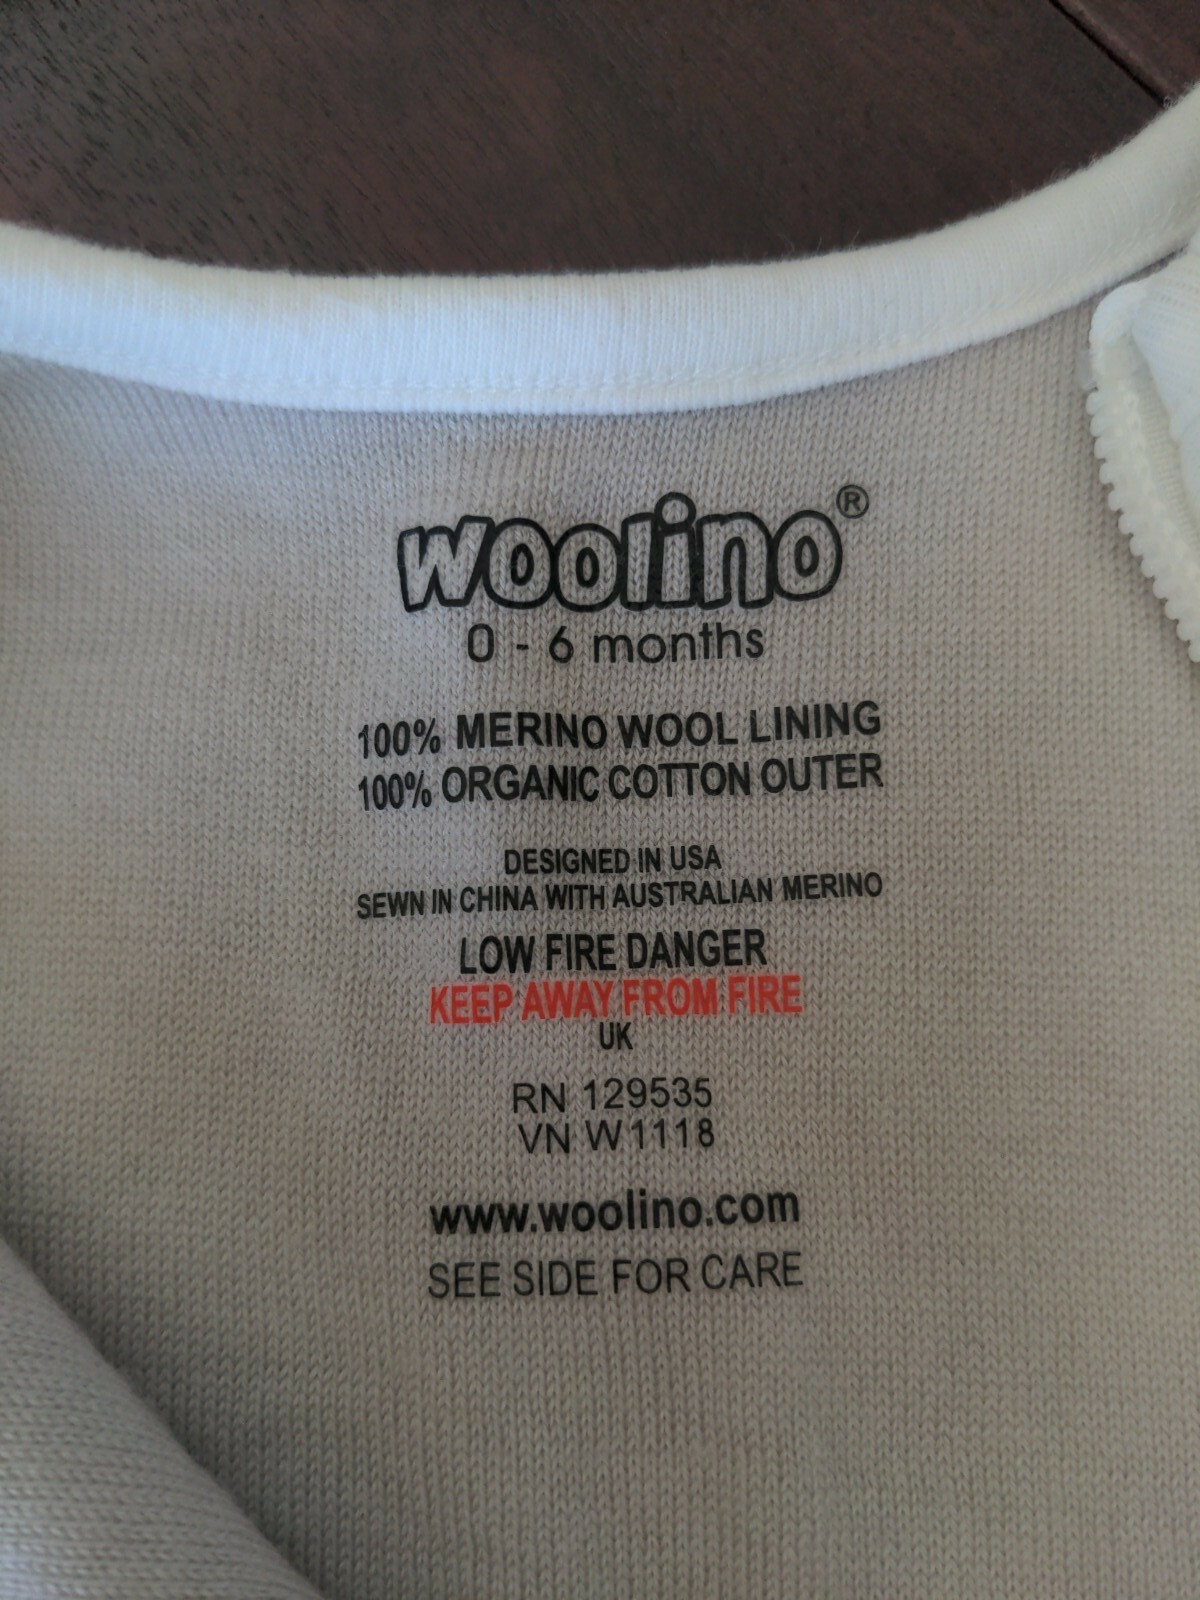 woolino®
0 - 6 months
100% MERINO WOOL LINING
100% ORGANIC COTTON OUTER
DESIGNED IN USA
SEWN IN CHINA WITH AUSTRALIAN MERINO
LOW FIRE DANGER
KEEP AWAY FROM FIRE
UK
RN 129535
VN W1118
www.woolino.com
SEE SIDE FOR CARE